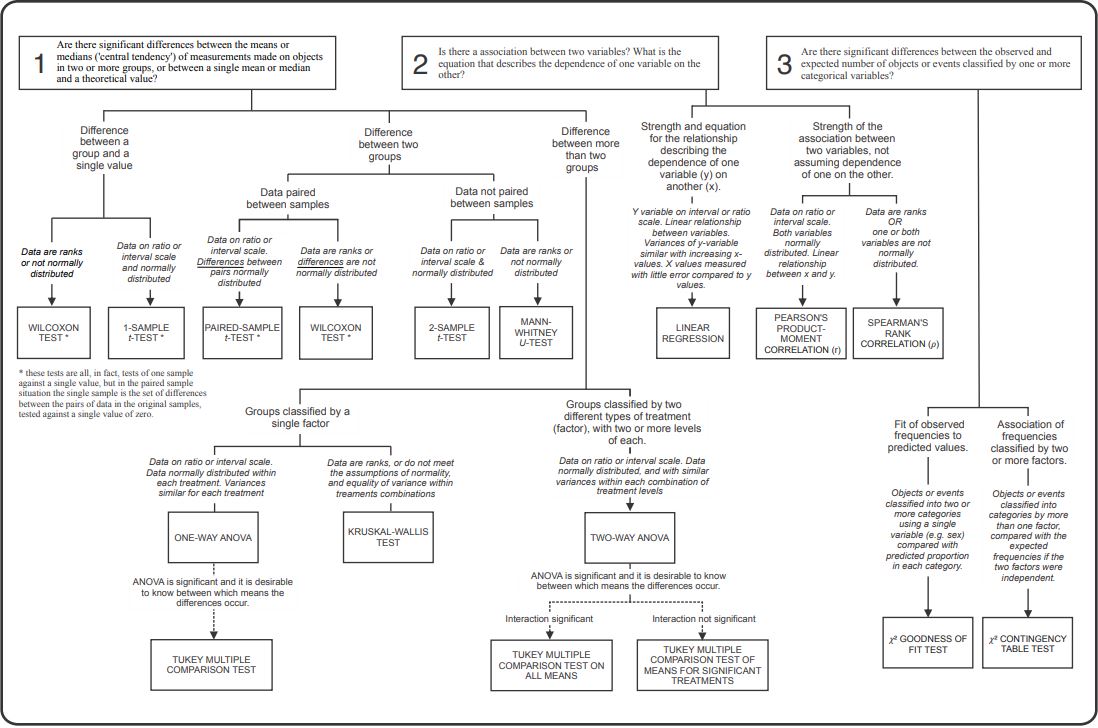 1
Are there significant differences between the means or
medians ('central tendency') of measurements made on objects
in two or more groups, or between a single mean or median
and a theoretical value?
2
Is there a association between two variables? What is the
equation that describes the dependence of one variable on the
other?
3
Are there significant differences between the observed and
expected number of objects or events classified by one or more
categorical variables?
Difference
between a
group and a
single value
Difference
between two
groups
Difference
between more
than two
groups
Strength and equation
for the relationship
describing the
dependence of one
variable (y) on
another (x).
Strength of the
association between
two variables, not
assuming dependence
of one on the other.
Data paired
between samples
Data not paired
between samples
Data are ranks
or not normally
distributed
Data on ratio or
interval scale
and normally
distributed
Data on ratio or
interval scale.
Differences between
pairs normally
distributed
Data are ranks or
differences are not
normally distributed
Data on ratio or
interval scale &
normally distributed
Data are ranks or
not normally
distributed
Y variable on interval or ratio
scale. Linear relationship
between variables.
Variances of y-variable
similar with increasing x-
values. X values measured
with little error compared to y
values.
Data on ratio or
interval scale.
Both variables
normally
distributed. Linear
relationship
between x and y.
Data are ranks
OR
one or both
variables are not
normally
distributed.
WILCOXON
TEST *
1-SAMPLE
t-TEST *
PAIRED-SAMPLE
t-TEST *
WILCOXON
TEST *
2-SAMPLE
t-TEST
MANN-
WHITNEY
U-TEST
LINEAR
REGRESSION
PEARSON'S
PRODUCT-
MOMENT
CORRELATION (r)
SPEARMAN'S
RANK
CORRELATION (ρ)
* these tests are all, in fact, tests of one sample
against a single value, but in the paired sample
situation the single sample is the set of differences
between the pairs of data in the original samples,
tested against a single value of zero.
Groups classified by a
single factor
Groups classified by two
different types of treatment
(factor), with two or more levels
of each.
Fit of observed
frequencies to
predicted values.
Association of
frequencies
classified by two
or more factors.
Data on ratio or interval scale.
Data normally distributed within
each treatment. Variances
similar for each treatment
Data are ranks, or do not meet
the assumptions of normality,
and equality of variance within
treaments combinations
Data on ratio or interval scale. Data
normally distributed, and with similar
variances within each combination of
treatment levels
Objects or events
classified into two or
more categories
using a single
variable (e.g. sex)
compared with
predicted proportion
in each category.
Objects or events
classified into
categories by more
than one factor,
compared with the
expected
frequencies if the
two factors were
independent.
ONE-WAY ANOVA
KRUSKAL-WALLIS
TEST
TWO-WAY ANOVA
ANOVA is significant and it is desirable
to know between which means the
differences occur.
ANOVA is significant and it is desirable to know
between which means the differences occur.
Interaction significant
Interaction not significant
TUKEY MULTIPLE
COMPARISON TEST
TUKEY MULTIPLE
COMPARISON TEST ON
ALL MEANS
TUKEY MULTIPLE
COMPARISON TEST OF
MEANS FOR SIGNIFICANT
TREATMENTS
χ² GOODNESS OF
FIT TEST
χ² CONTINGENCY
TABLE TEST